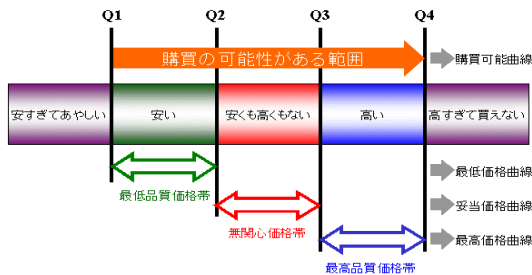 Q1 Q2 Q3 Q4
購買の可能性がある範囲
購買可能曲線
安すぎてあやしい 安い 安くも高くもない 高い 高すぎて買えない
最低価格曲線
最低品質価格帯
妥当価格曲線
無関心価格帯
最高価格曲線
最高品質価格帯